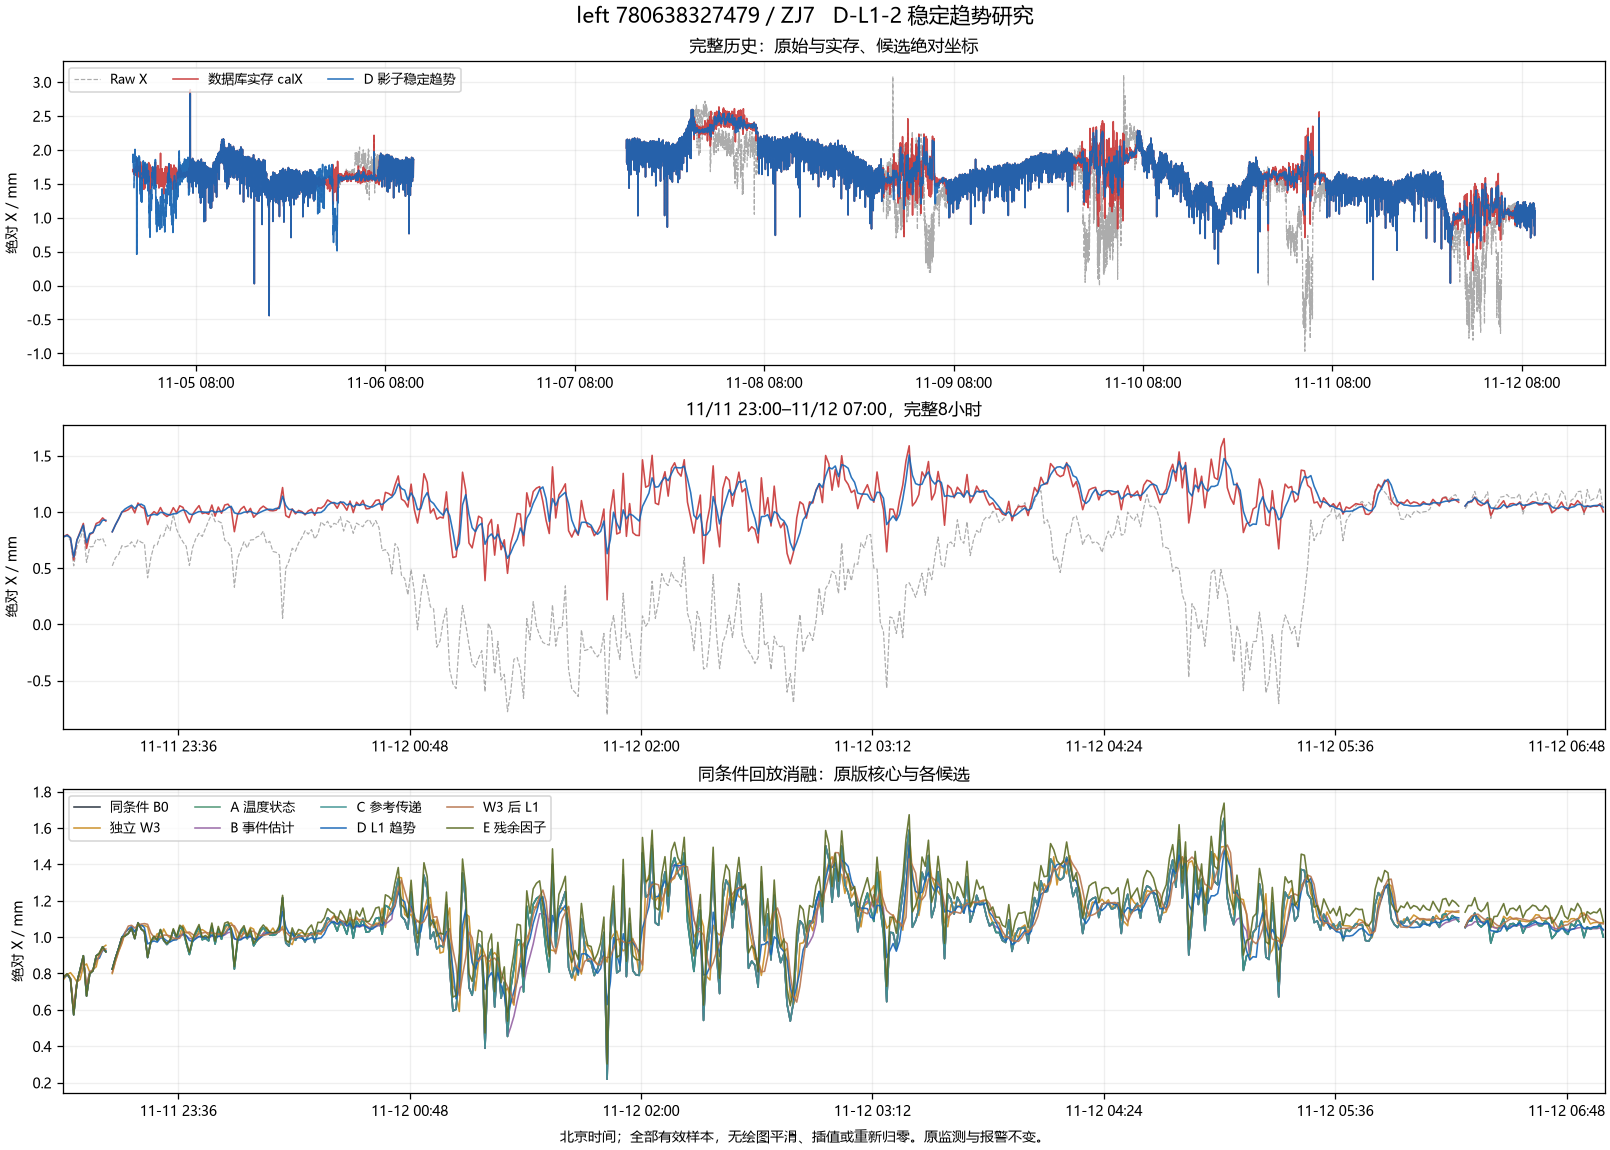 left 780638327479 / ZJ7   D-L1-2 稳定趋势研究
完整历史：原始与实存、候选绝对坐标
Raw X
数据库实存 calX
D 影子稳定趋势
绝对 X / mm
3.0
2.5
2.0
1.5
1.0
0.5
0.0
-0.5
-1.0
11-05 08:00
11-06 08:00
11-07 08:00
11-08 08:00
11-09 08:00
11-10 08:00
11-11 08:00
11-12 08:00
11/11 23:00–11/12 07:00，完整8小时
绝对 X / mm
1.5
1.0
0.5
0.0
-0.5
11-11 23:36
11-12 00:48
11-12 02:00
11-12 03:12
11-12 04:24
11-12 05:36
11-12 06:48
同条件回放消融：原版核心与各候选
同条件 B0
A 温度状态
C 参考传递
W3 后 L1
独立 W3
B 事件估计
D L1 趋势
E 残余因子
绝对 X / mm
1.8
1.6
1.4
1.2
1.0
0.8
0.6
0.4
0.2
11-11 23:36
11-12 00:48
11-12 02:00
11-12 03:12
11-12 04:24
11-12 05:36
11-12 06:48
北京时间；全部有效样本，无绘图平滑、插值或重新归零。原监测与报警不变。